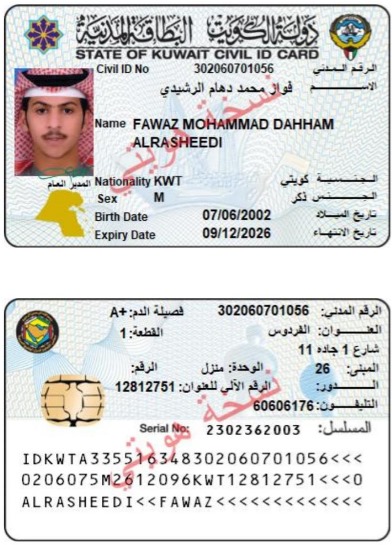 دولة الكويت البطاقة المدنية
STATE OF KUWAIT CIVIL ID CARD
Civil ID No 302060701056 الرقم المدني
الاسم فواز محمد دهام الرشيدي
Name FAWAZ MOHAMMAD DAHHAM
ALRASHEEDI
المدير العام
Nationality KWT الجنسية كويتي
Sex M الجنس ذكر
Birth Date 07/06/2002 تاريخ الميلاد
Expiry Date 09/12/2026 تاريخ الانتهاء
نسخة هويتي
الرقم المدني: 302060701056 فصيلة الدم: A+
العنوان: الفردوس القطعة: 1
شارع 1 جاده 11
المبنى: 26 الوحدة: منزل الرقم:
الدور: الرقم الآلي للعنوان: 12812751
التليفون: 60606176
المسلسل: 2302362003 Serial No:
نسخة هويتي
IDKWTA335516348302060701056<<<
0206075M2612096KWT12812751<<<0
ALRASHEEDI<<FAWAZ<<<<<<<<<<<<<